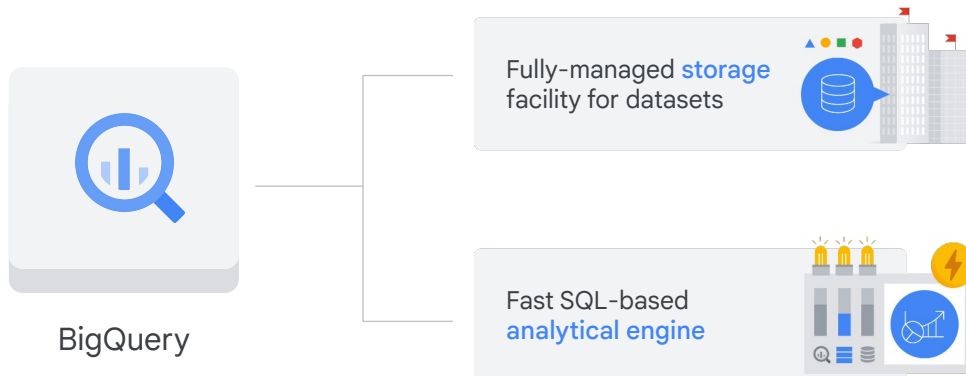 Fully-managed storage
facility for datasets
BigQuery
Fast SQL-based
analytical engine